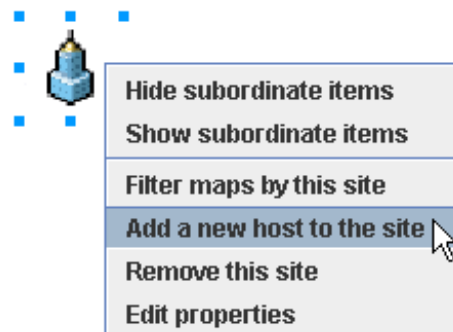 Hide subordinate items
Show subordinate items
Filter maps by this site
Add a new host to the site
Remove this site
Edit properties